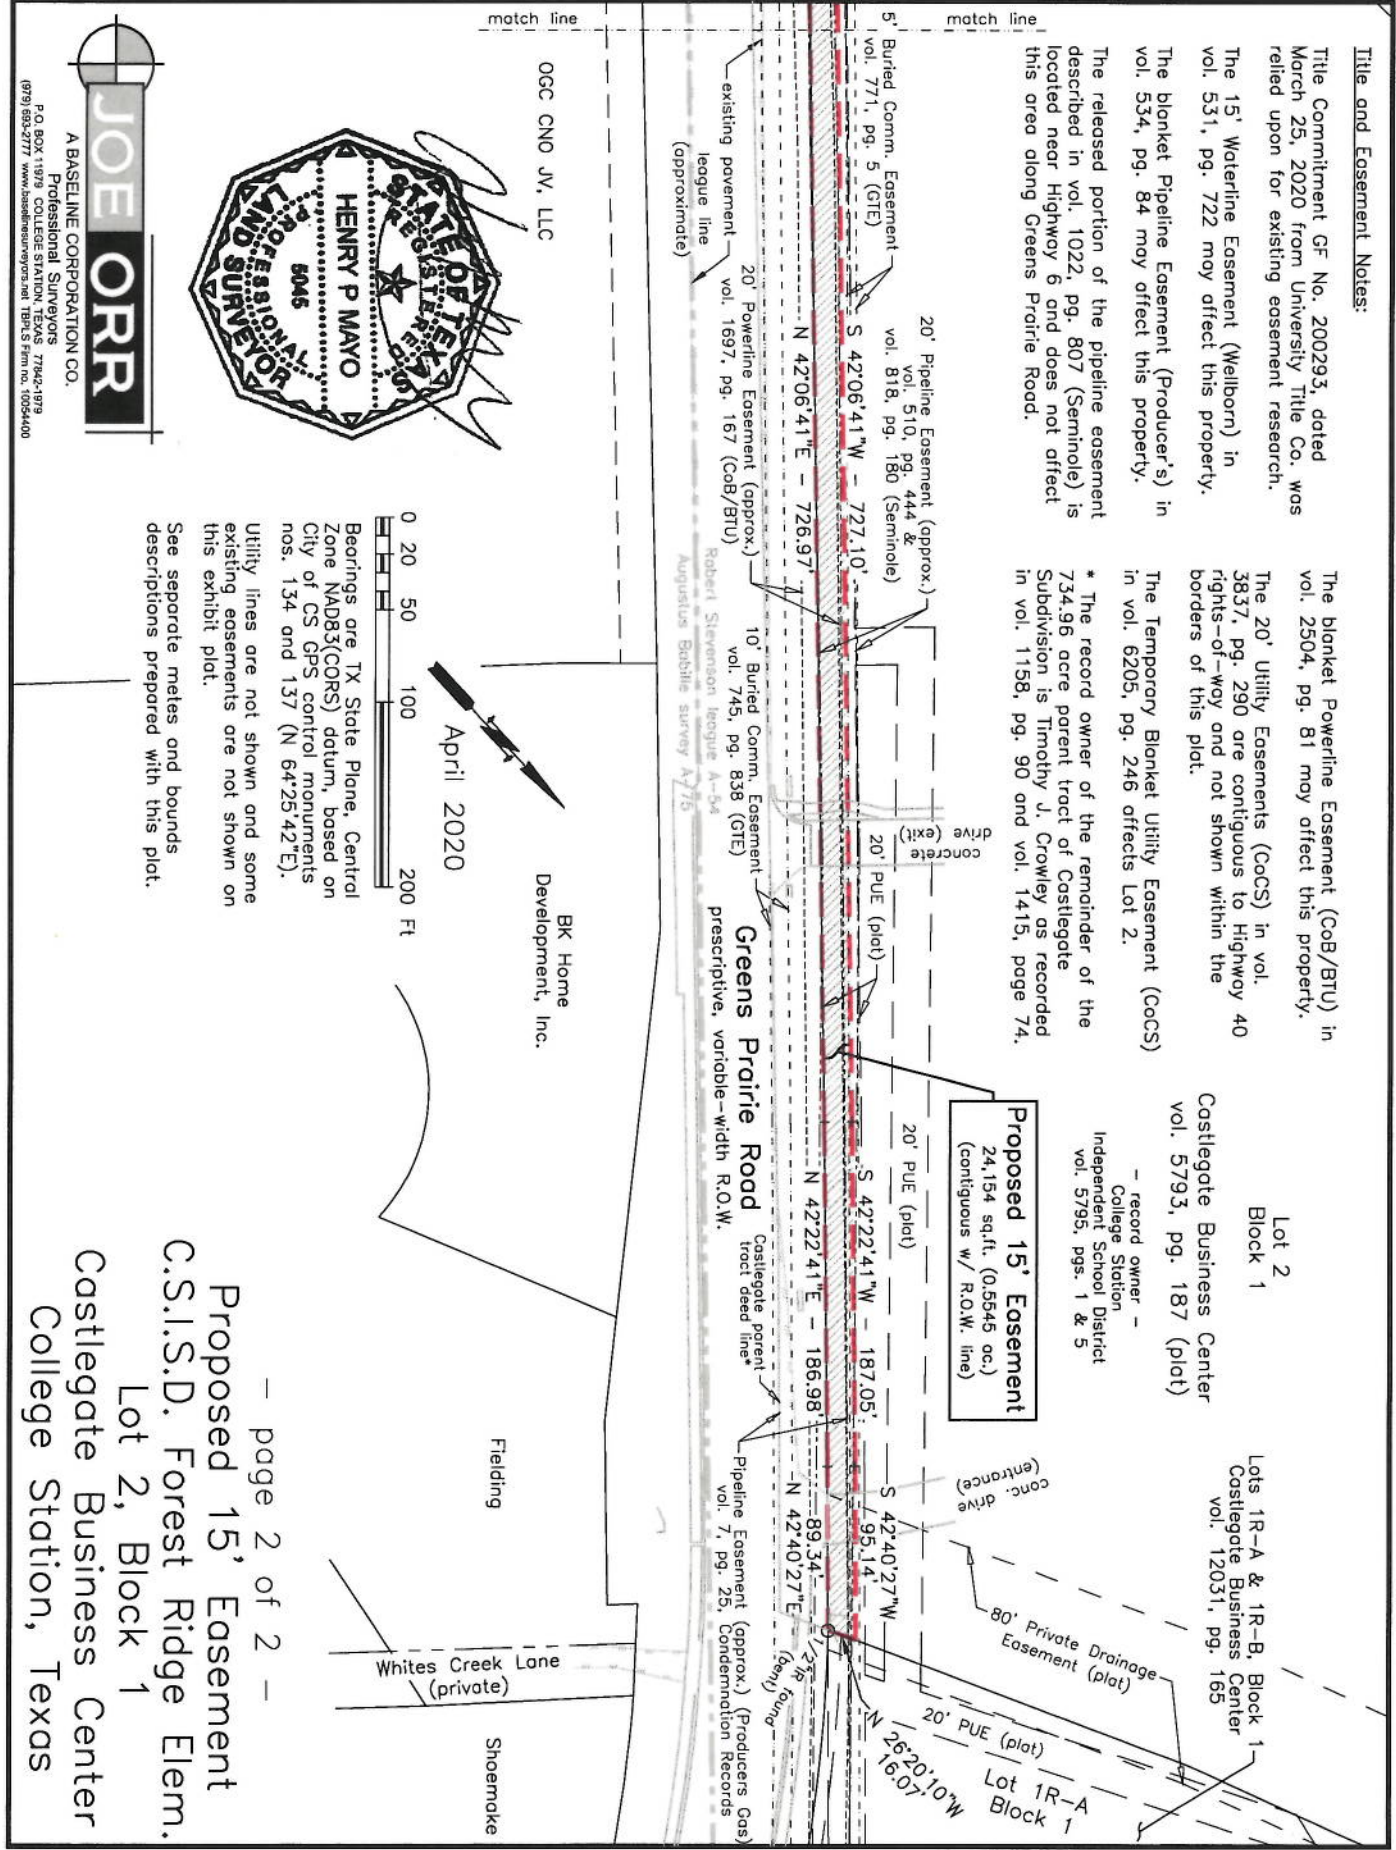 Title and Easement Notes:
Title Commitment GF No. 200293, dated
March 25, 2020 from University Title Co. was
relied upon for existing easement research.
The 15' Waterline Easement (Wellborn) in
vol. 531, pg. 722 may affect this property.
The blanket Pipeline Easement (Producer's) in
vol. 534, pg. 84 may affect this property.
The released portion of the pipeline easement
described in vol. 1022, pg. 807 (Seminole) is
located near Highway 6 and does not affect
this area along Greens Prairie Road.
The blanket Powerline Easement (CoB/BTU) in
vol. 2504, pg. 81 may affect this property.
The 20' Utility Easements (CoCS) in vol.
3837, pg. 290 are contiguous to Highway 40
rights-of-way and not shown within the
borders of this plat.
The Temporary Blanket Utility Easement (CoCS)
in vol. 6205, pg. 246 affects Lot 2.
* The record owner of the remainder of the
734.96 acre parent tract of Castlegate
Subdivision is Timothy J. Crowley as recorded
in vol. 1158, pg. 90 and vol. 1415, page 74.
Lot 2
Block 1
Castlegate Business Center
vol. 5793, pg. 187 (plat)
- record owner -
College Station
Independent School District
vol. 5795, pgs. 1 & 5
Proposed 15' Easement
24,154 sq.ft. (0.5545 ac.)
(contiguous w/ R.O.W. line)
Lots 1R-A & 1R-B, Block 1
Castlegate Business Center
vol. 12031, pg. 165
80' Private Drainage
Easement (plat)
20' PUE (plat)
Lot 1R-A
Block 1
N 26°20'10"W
16.07'
match line
5' Buried Comm. Easement
vol. 771, pg. 5 (GTE)
20' Pipeline Easement (approx.)
vol. 510, pg. 444 &
vol. 818, pg. 180 (Seminole)
concrete
drive (exit)
20' PUE (plat)
20' PUE (plat)
conc. drive
(entrance)
S 42°06'41"W - 727.10'
S 42°22'41"W - 187.05'
S 42°40'27"W
95.14'
N 42°06'41"E - 726.97'
N 42°22'41"E - 186.98'
89.34'
N 42°40'27"E
1/2" IR found
(bent)
match line
existing pavement
league line
(approximate)
20' Powerline Easement (approx.)
vol. 1697, pg. 167 (CoB/BTU)
10' Buried Comm. Easement
vol. 745, pg. 838 (GTE)
Greens Prairie Road
prescriptive, variable-width R.O.W.
Castlegate parent
tract deed line*
Pipeline Easement (approx.) (Producers Gas)
vol. 7, pg. 25, Condemnation Records
Robert Stevenson league A-54
Augustus Babille survey A-75
OGC CNO JV, LLC
BK Home
Development, Inc.
Fielding
Whites Creek Lane
(private)
Shoemake
STATE OF TEXAS
REGISTERED
HENRY P MAYO
5045
PROFESSIONAL
LAND SURVEYOR
April 2020
0 20 50 100 200 Ft
Bearings are TX State Plane, Central
Zone NAD83(CORS) datum, based on
City of CS GPS control monuments
nos. 134 and 137 (N 64°25'42"E).
Utility lines are not shown and some
existing easements are not shown on
this exhibit plat.
See separate metes and bounds
descriptions prepared with this plat.
JOE ORR
A BASELINE CORPORATION CO.
Professional Surveyors
P.O. BOX 11979 COLLEGE STATION, TEXAS 77842-1979
(979) 693-2777 www.baselinesurveyors.net TBPLS Firm no. 10054400
- page 2 of 2 -
Proposed 15' Easement
C.S.I.S.D. Forest Ridge Elem.
Lot 2, Block 1
Castlegate Business Center
College Station, Texas